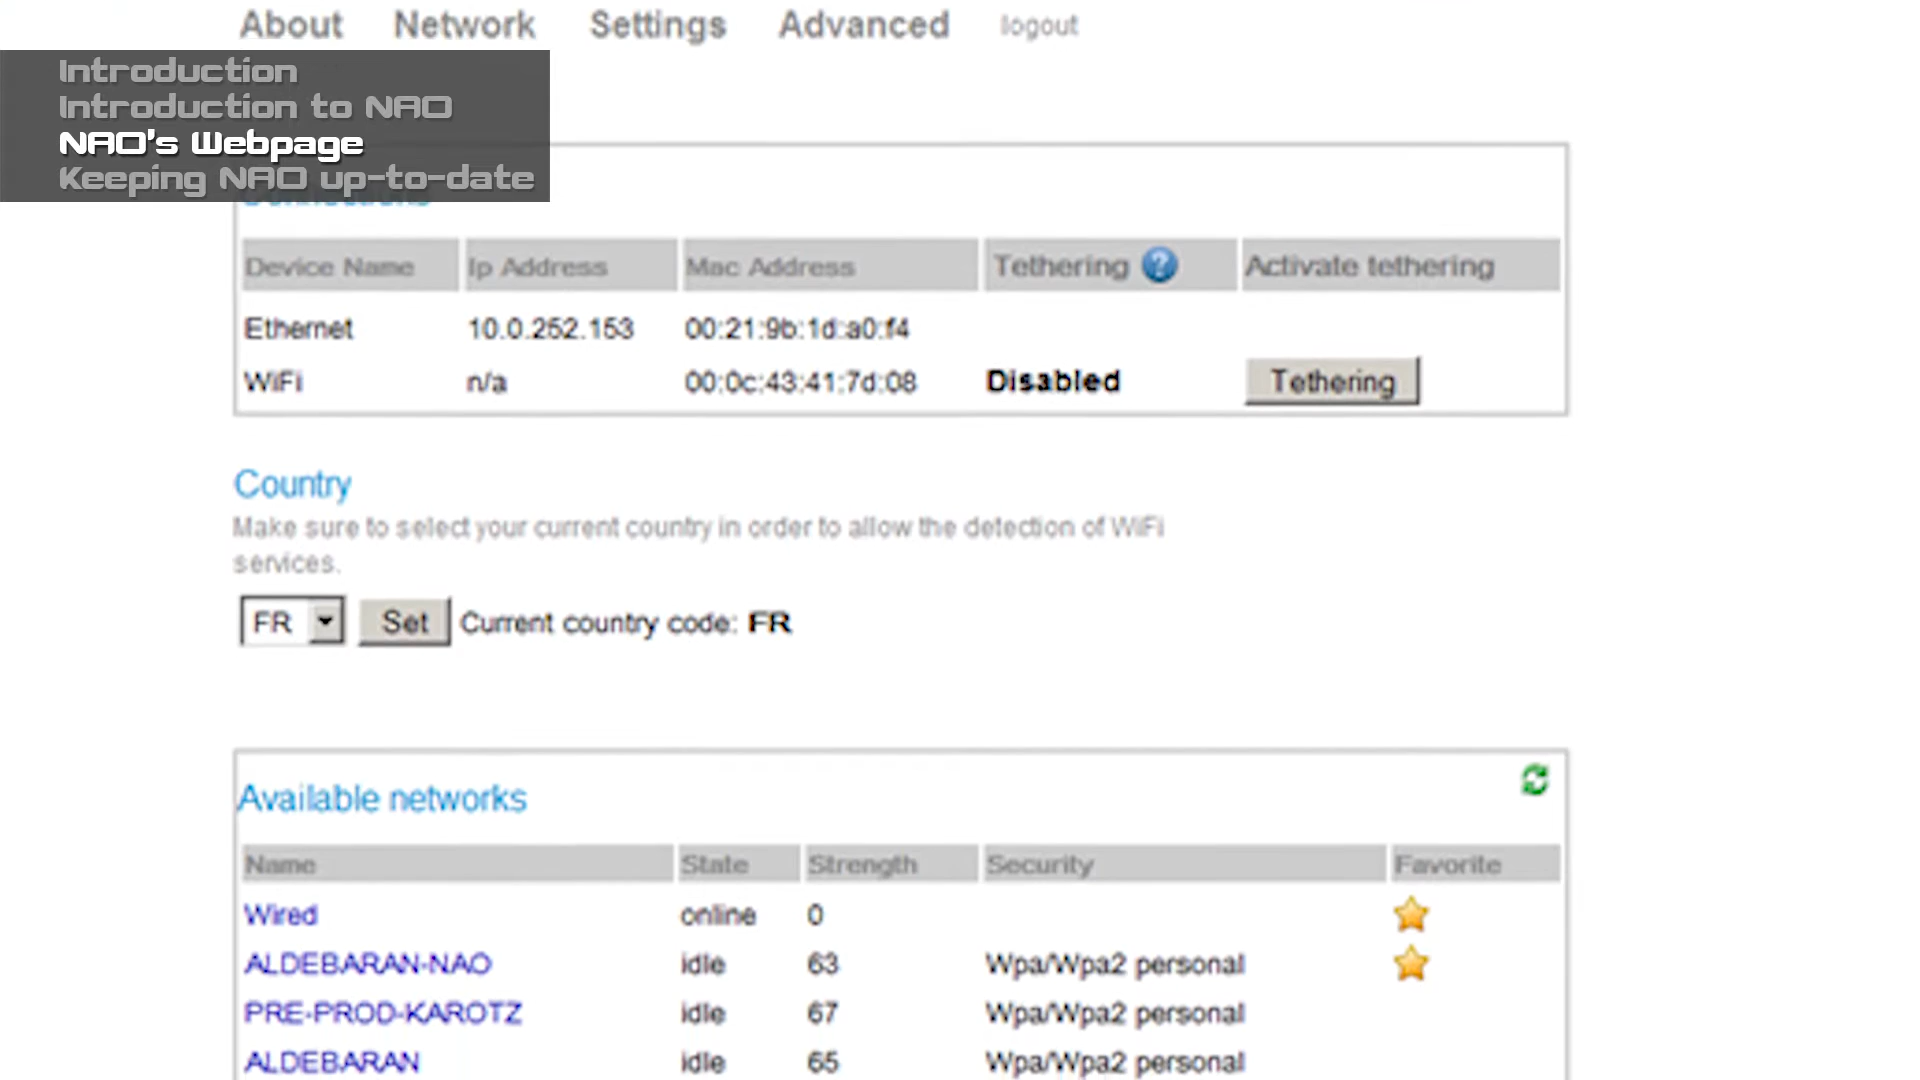 About Network Settings Advanced logout
Introduction
Introduction to NAO
NAO's Webpage
Keeping NAO up-to-date
Connections
Device Name Ip Address Mac Address Tethering ? Activate tethering
Ethernet 10.0.252.153 00:21:9b:1d:a0:f4
WiFi n/a 00:0c:43:41:7d:08 Disabled Tethering
Country
Make sure to select your current country in order to allow the detection of WiFi
services.
FR Set Current country code: FR
Available networks
Name State Strength Security Favorite
Wired online 0
ALDEBARAN-NAO idle 63 Wpa/Wpa2 personal
PRE-PROD-KAROTZ idle 67 Wpa/Wpa2 personal
ALDEBARAN idle 65 Wpa/Wpa2 personal